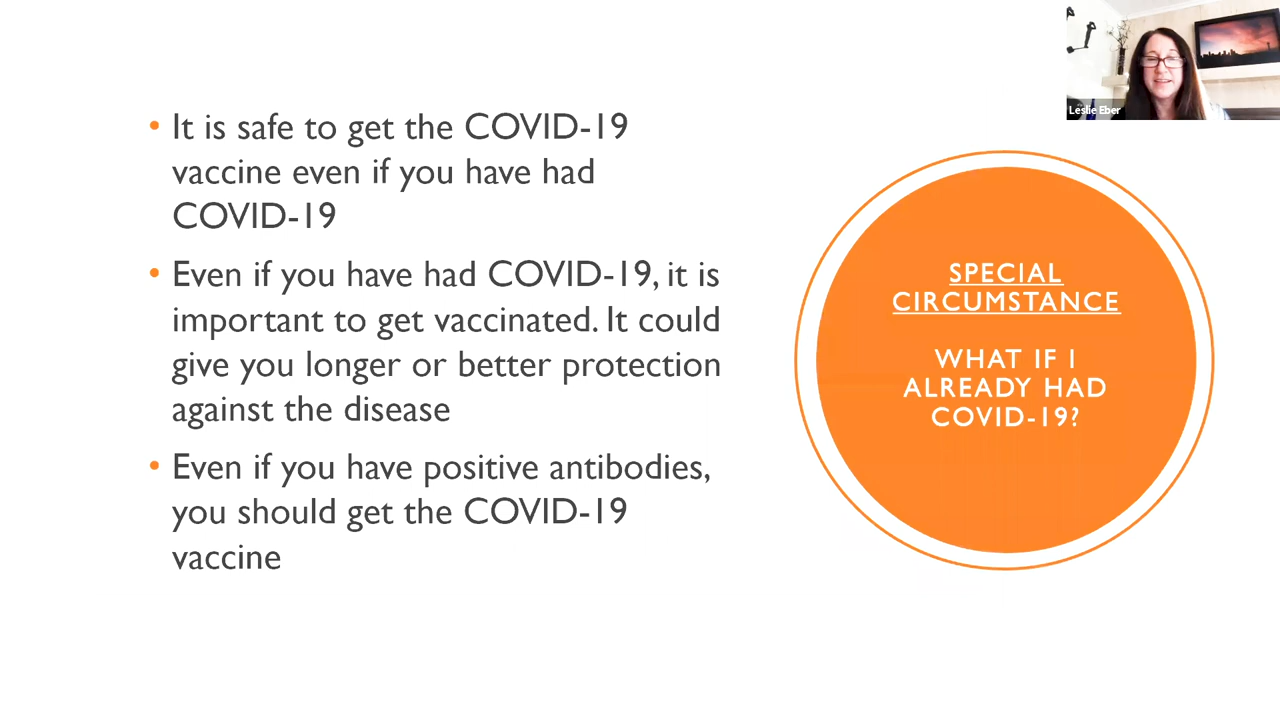 • It is safe to get the COVID-19
vaccine even if you have had
COVID-19
• Even if you have had COVID-19, it is
important to get vaccinated. It could
give you longer or better protection
against the disease
• Even if you have positive antibodies,
you should get the COVID-19
vaccine
Leslie Eber
SPECIAL
CIRCUMSTANCE
WHAT IF I
ALREADY HAD
COVID-19?